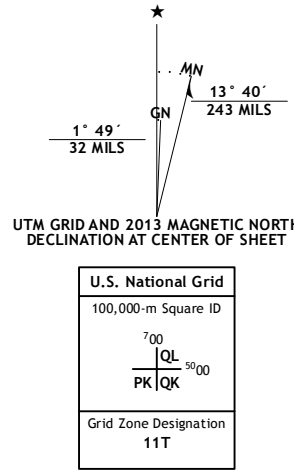 ★
MN
GN
1° 49´
32 MILS
13° 40´
243 MILS
UTM GRID AND 2013 MAGNETIC NORTH
DECLINATION AT CENTER OF SHEET
U.S. National Grid
100,000-m Square ID
⁷00
QL
⁵⁰00
PK QK
Grid Zone Designation
11T